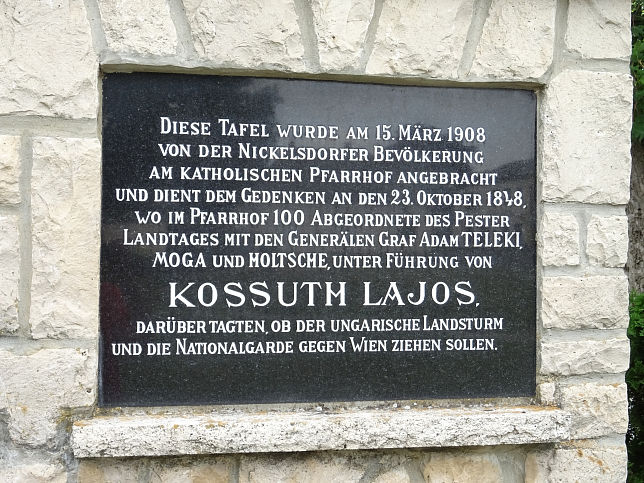 DIESE TAFEL WURDE AM 15. MÄRZ 1908
VON DER NICKELSDORFER BEVÖLKERUNG
AM KATHOLISCHEN PFARRHOF ANGEBRACHT
UND DIENT DEM GEDENKEN AN DEN 23. OKTOBER 1848,
WO IM PFARRHOF 100 ABGEORDNETE DES PESTER
LANDTAGES MIT DEN GENERÄLEN GRAF ADAM TELEKI,
MOGA UND HOLTSCHE, UNTER FÜHRUNG VON
KOSSUTH LAJOS,
DARÜBER TAGTEN, OB DER UNGARISCHE LANDSTURM
UND DIE NATIONALGARDE GEGEN WIEN ZIEHEN SOLLEN.